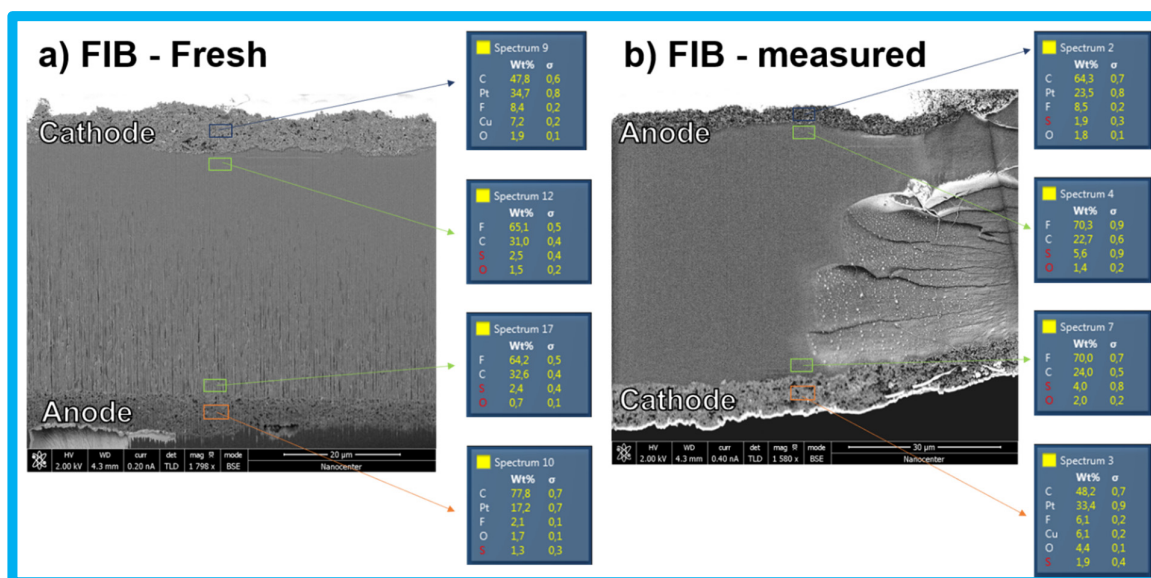 a) FIB - Fresh
Cathode
Anode
HV WD curr det mag mode
2.00 kV 4.3 mm 0.20 nA TLD 1 798 x BSE
20 µm
Nanocenter
Spectrum 9
Wt% σ
C 47,8 0,6
Pt 34,7 0,8
F 8,4 0,2
Cu 7,2 0,2
O 1,9 0,1
Spectrum 12
Wt% σ
F 65,1 0,5
C 31,0 0,4
S 2,5 0,4
O 1,5 0,2
Spectrum 17
Wt% σ
F 64,2 0,5
C 32,6 0,4
S 2,4 0,4
O 0,7 0,1
Spectrum 10
Wt% σ
C 77,8 0,7
Pt 17,2 0,7
F 2,1 0,1
O 1,7 0,1
S 1,3 0,3
b) FIB - measured
Anode
Cathode
HV WD curr det mag mode
2.00 kV 4.3 mm 0.40 nA TLD 1 580 x BSE
30 µm
Nanocenter
Spectrum 2
Wt% σ
C 64,3 0,7
Pt 23,5 0,8
F 8,5 0,2
S 1,9 0,3
O 1,8 0,1
Spectrum 4
Wt% σ
F 70,3 0,9
C 22,7 0,6
S 5,6 0,9
O 1,4 0,2
Spectrum 7
Wt% σ
F 70,0 0,7
C 24,0 0,5
S 4,0 0,8
O 2,0 0,2
Spectrum 3
Wt% σ
C 48,2 0,7
Pt 33,4 0,9
F 6,1 0,2
Cu 6,1 0,2
O 4,4 0,1
S 1,9 0,4